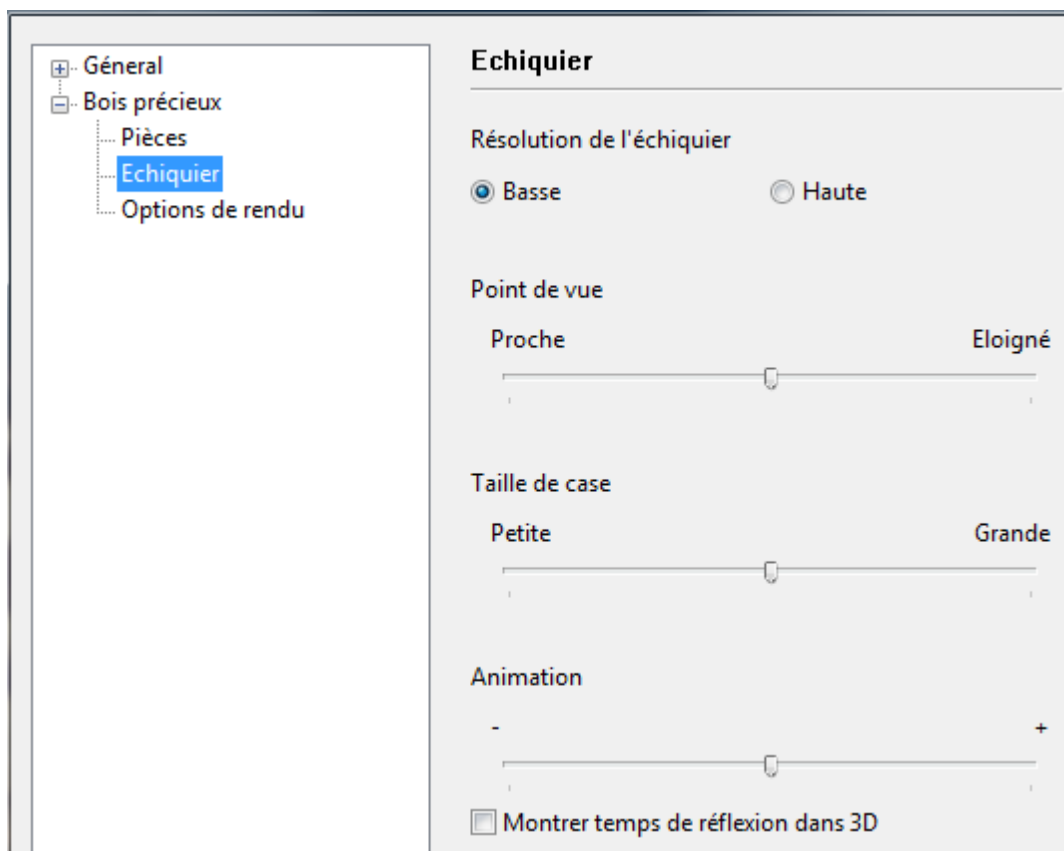 Géneral
Bois précieux
Pièces
Echiquier
Options de rendu
Echiquier
Résolution de l'échiquier
Basse Haute
Point de vue
Proche Eloigné
Taille de case
Petite Grande
Animation
- +
Montrer temps de réflexion dans 3D